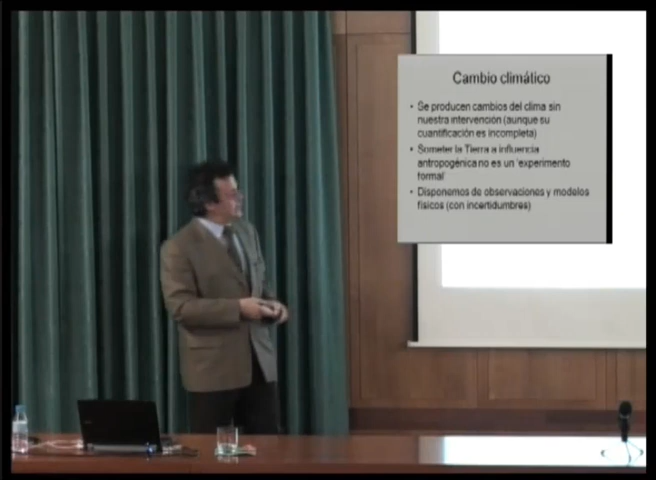 Cambio climático
• Se producen cambios del clima sin
nuestra intervención (aunque su
cuantificación es incompleta)
• Someter la Tierra a influencia
antropogénica no es un 'experimento
formal'
• Disponemos de observaciones y modelos
físicos (con incertidumbres)